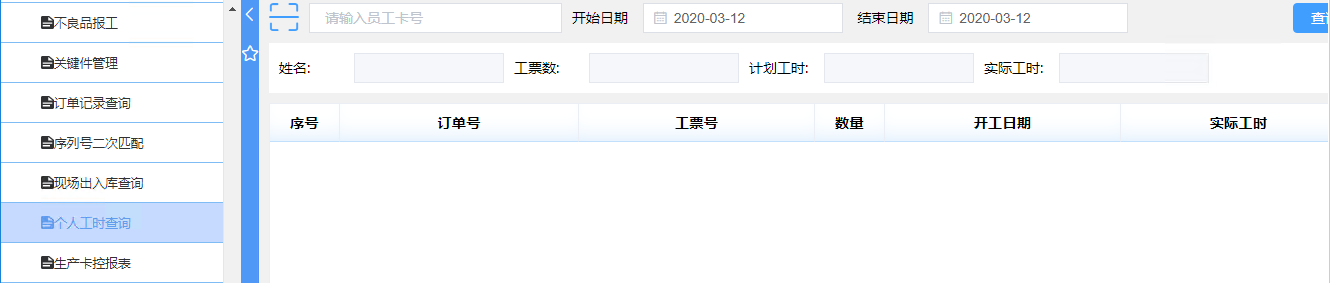 不良品报工
关键件管理
订单记录查询
序列号二次匹配
现场出入库查询
个人工时查询
生产卡控报表
请输入员工卡号 开始日期 2020-03-12 结束日期 2020-03-12
姓名: 工票数: 计划工时: 实际工时:
序号 订单号 工票号 数量 开工日期 实际工时